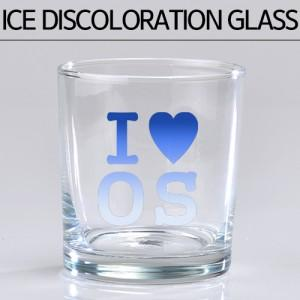 ICE DISCOLORATION GLASS
I ♥
OS